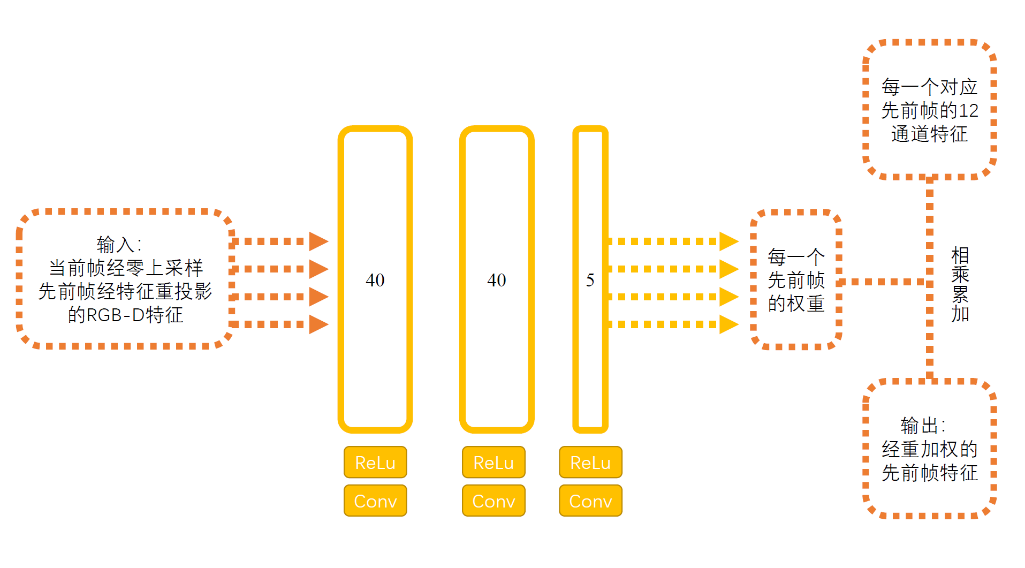 输入：
当前帧经零上采样
先前帧经特征重投影
的RGB-D特征
40
40
5
ReLu
Conv
ReLu
Conv
ReLu
Conv
每一个
先前帧
的权重
每一个对应
先前帧的12
通道特征
相乘累加
输出：
经重加权的
先前帧特征